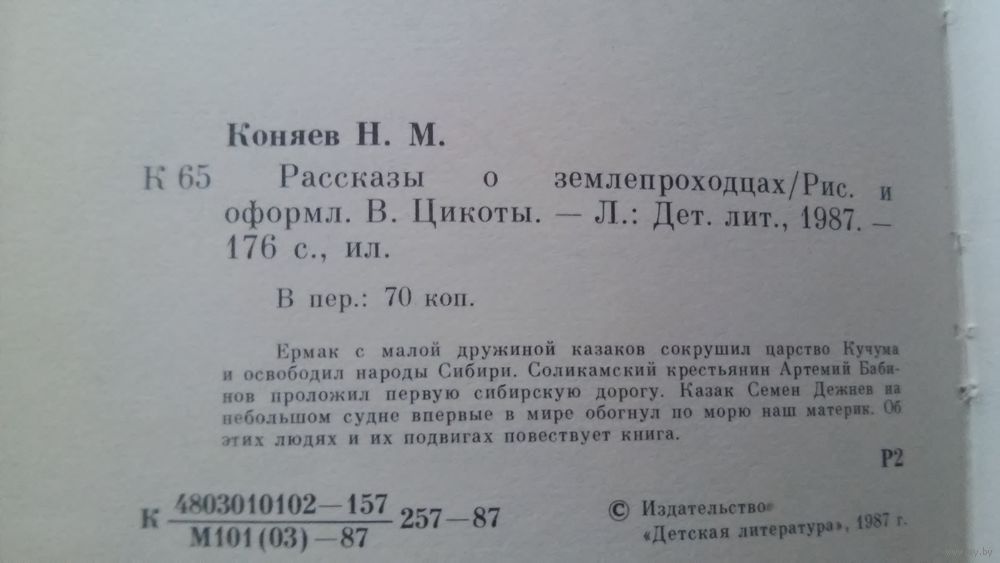 Коняев Н. М.
К 65 Рассказы о землепроходцах/Рис. и
оформл. В. Цикоты. — Л.: Дет. лит., 1987. —
176 с., ил.
В пер.: 70 коп.
Ермак с малой дружиной казаков сокрушил царство Кучума
и освободил народы Сибири. Соликамский крестьянин Артемий Баби-
нов проложил первую сибирскую дорогу. Казак Семен Дежнев на
небольшом судне впервые в мире обогнул по морю наш материк. Об
этих людях и их подвигах повествует книга.
Р2
К 4803010102—157 257—87
М101(03)—87
© Издательство
«Детская литература», 1987 г.